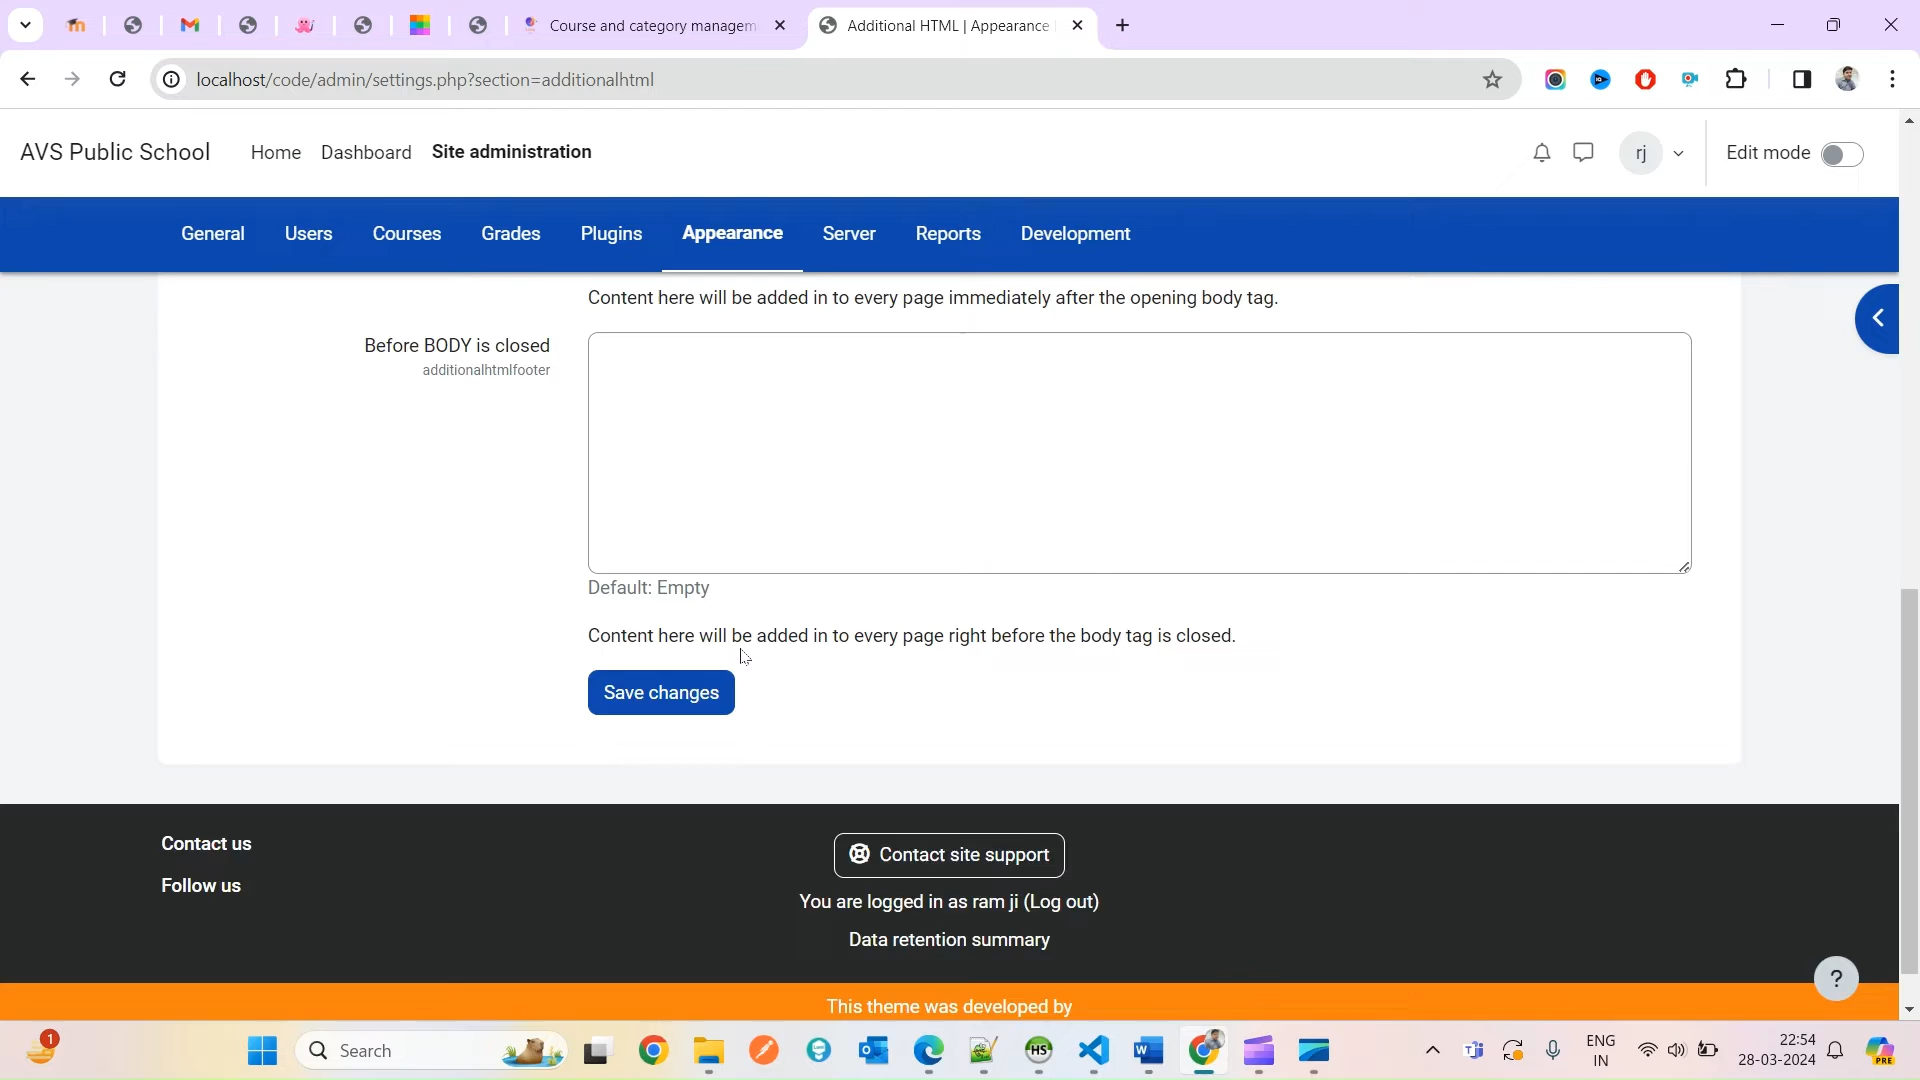 Course and category managem
Additional HTML | Appearance
localhost/code/admin/settings.php?section=additionalhtml
AVS Public School
Home
Dashboard
Site administration
rj
Edit mode
General
Users
Courses
Grades
Plugins
Appearance
Server
Reports
Development
Content here will be added in to every page immediately after the opening body tag.
Before BODY is closed
additionalhtmlfooter
Default: Empty
Content here will be added in to every page right before the body tag is closed.
Save changes
Contact us
Follow us
Contact site support
You are logged in as ram ji (Log out)
Data retention summary
?
This theme was developed by
1
Search
HS
ENG
IN
22:54
28-03-2024
PRE